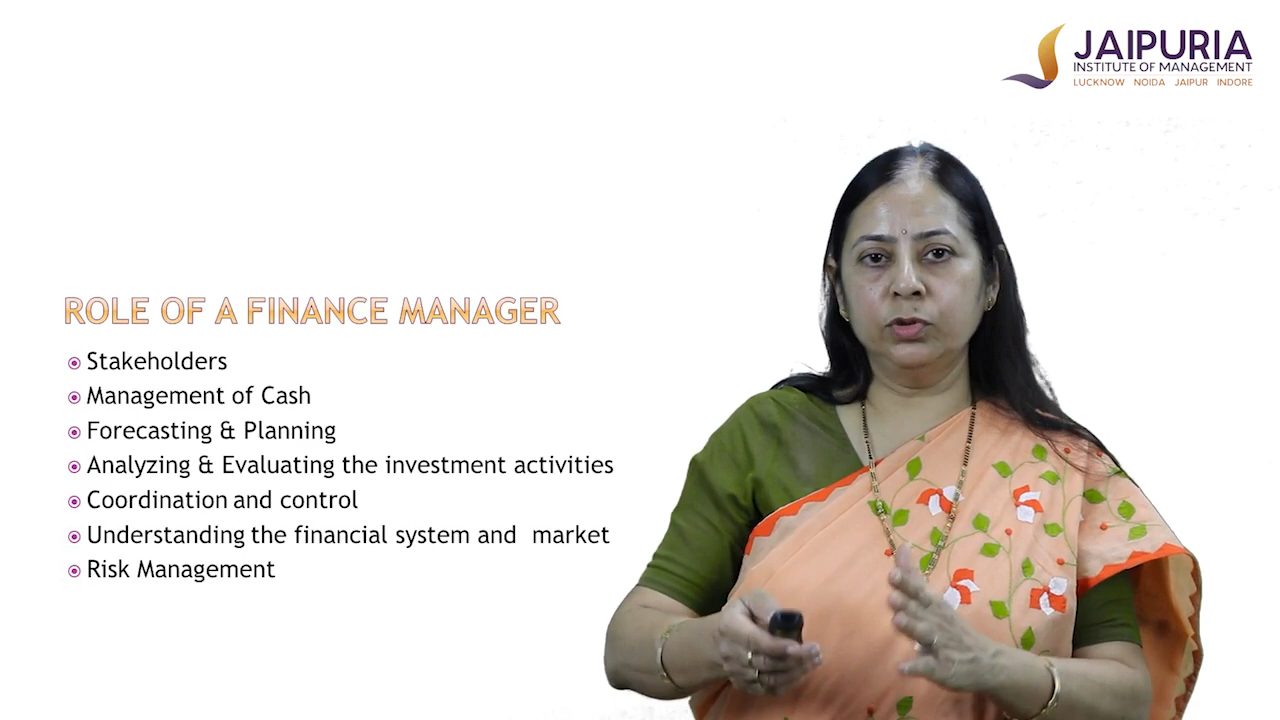 JAIPURIA
INSTITUTE OF MANAGEMENT
LUCKNOW NOIDA JAIPUR INDORE
ROLE OF A FINANCE MANAGER
Stakeholders
Management of Cash
Forecasting & Planning
Analyzing & Evaluating the investment activities
Coordination and control
Understanding the financial system and market
Risk Management